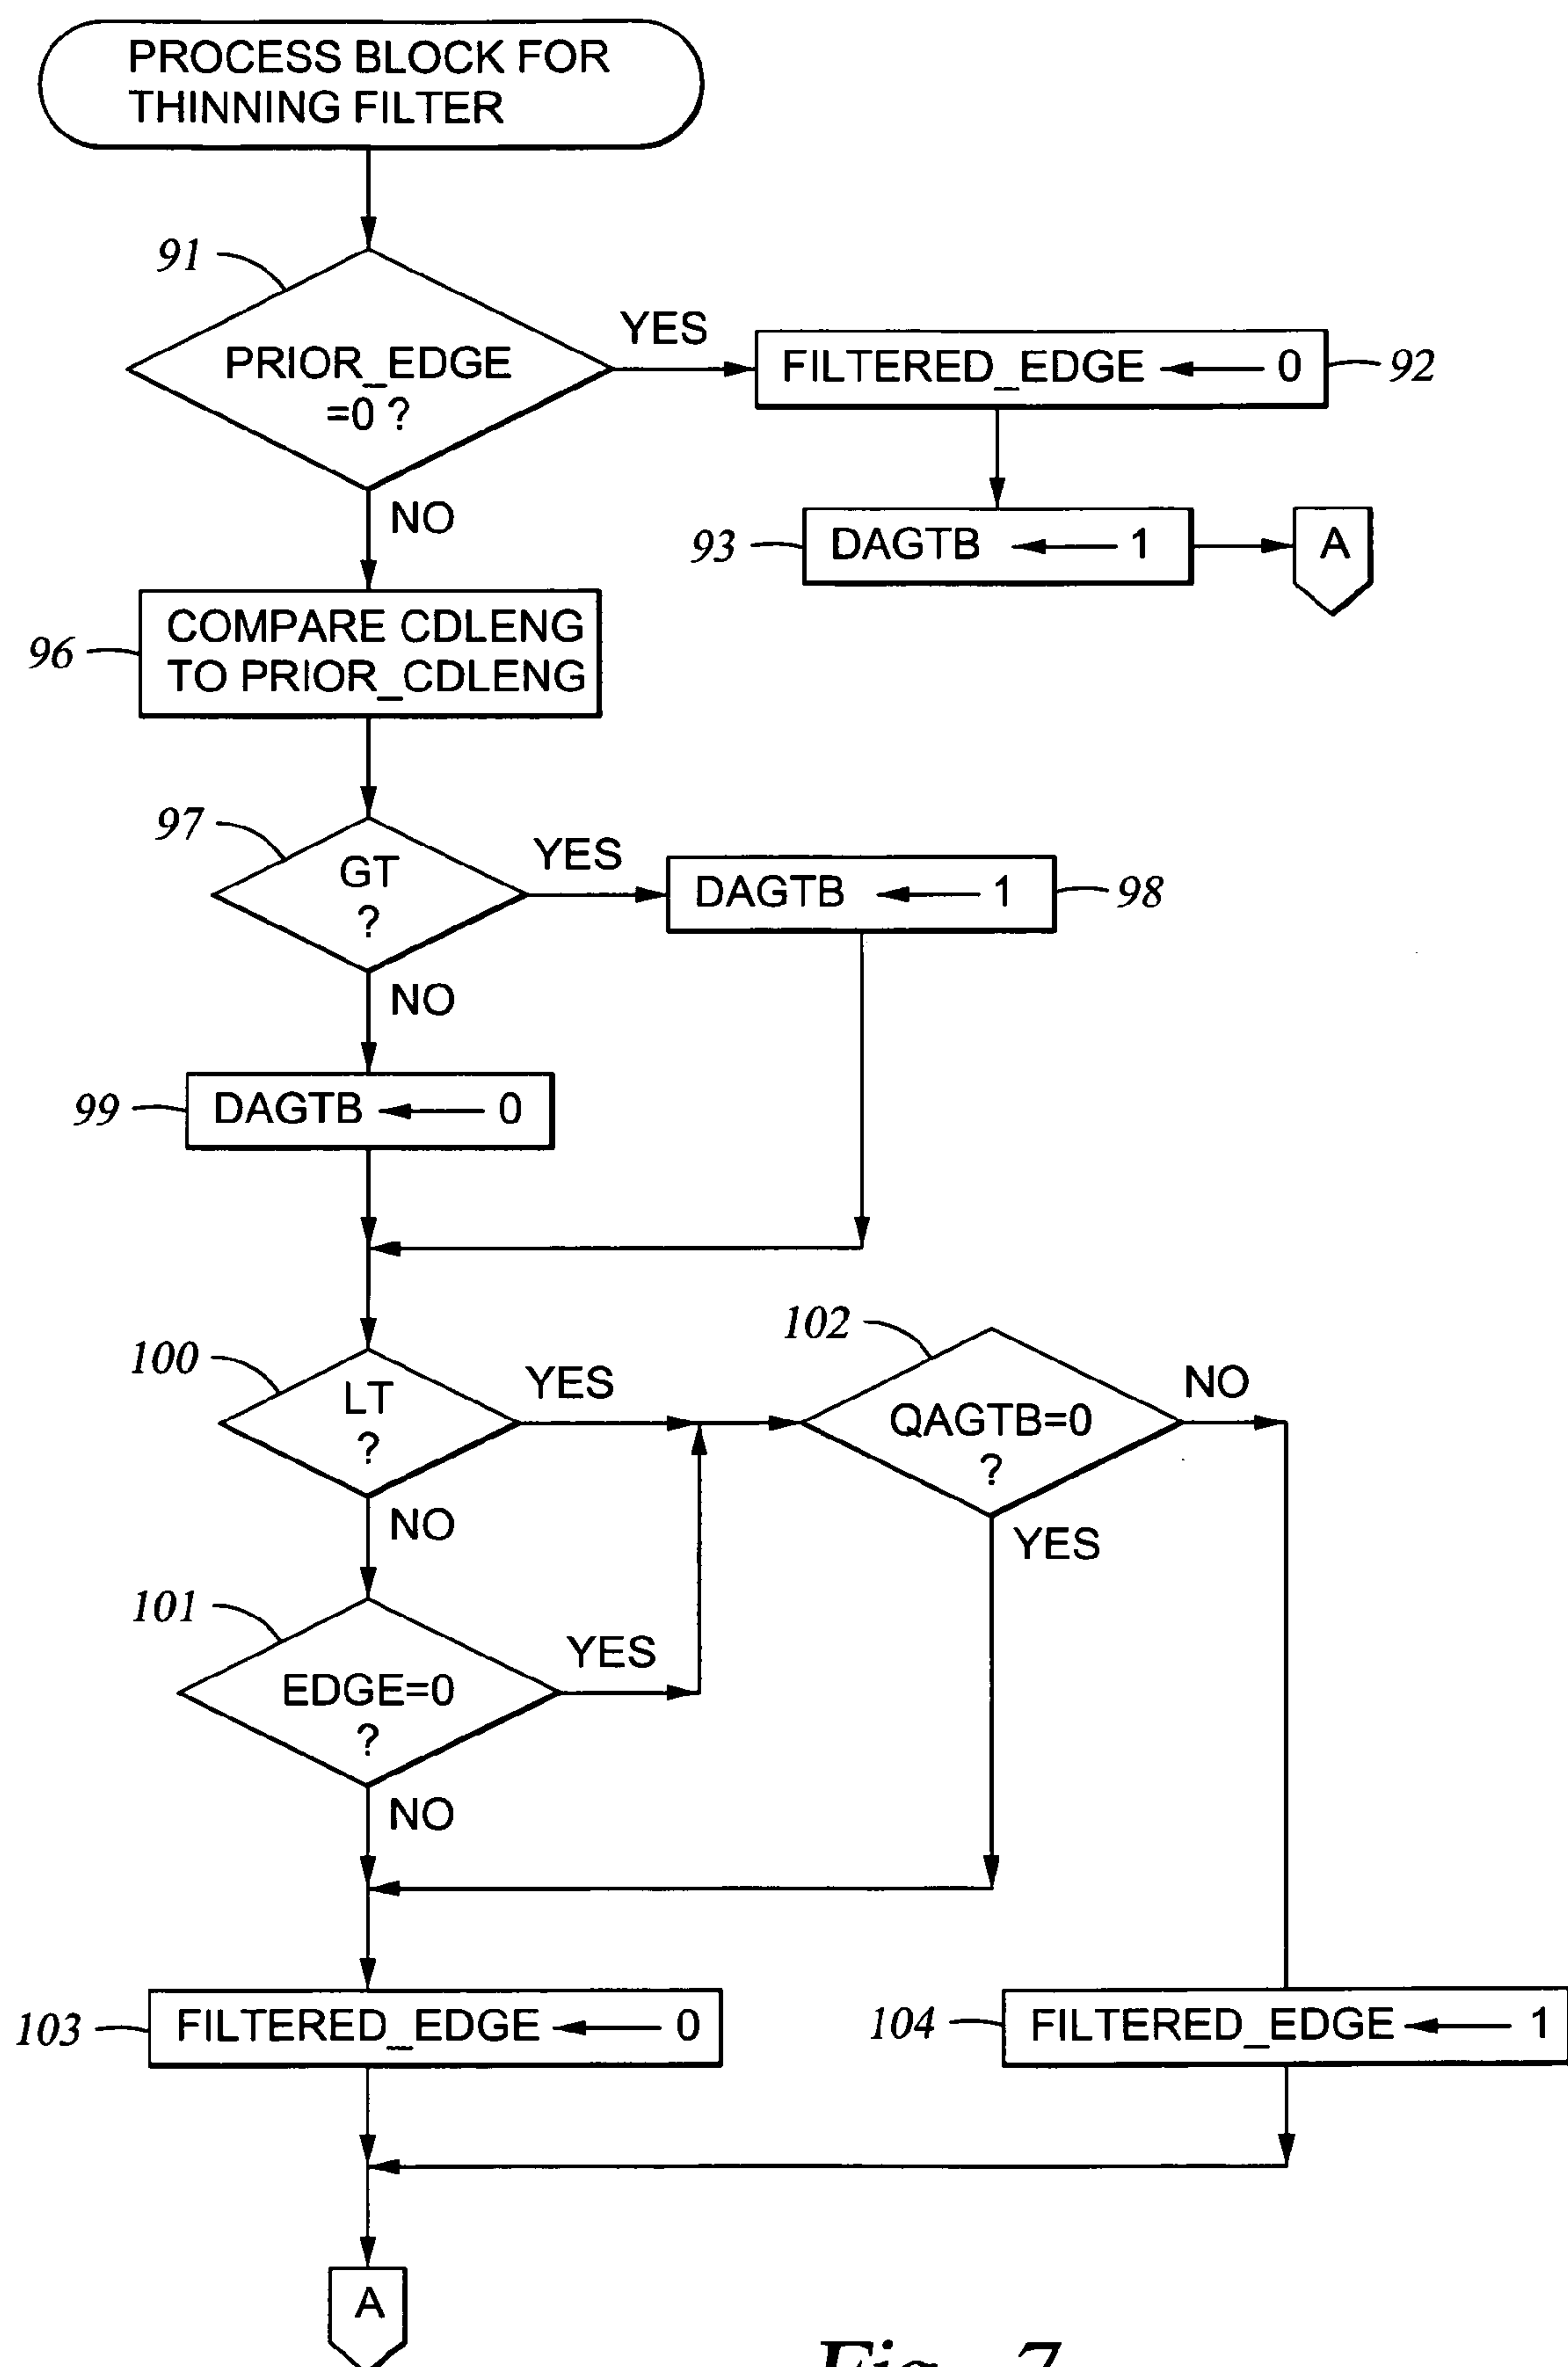 PROCESS BLOCK FOR
THINNING FILTER
91
PRIOR_EDGE
=0 ?
YES
FILTERED_EDGE ← 0
92
NO
93
DAGTB ← 1
A
96
COMPARE CDLENG
TO PRIOR_CDLENG
97
GT
?
YES
DAGTB ← 1
98
NO
99
DAGTB ← 0
100
LT
?
YES
102
QAGTB=0
?
NO
NO
YES
101
EDGE=0
?
YES
NO
103
FILTERED_EDGE ← 0
104
FILTERED_EDGE ← 1
A
Fig. 7